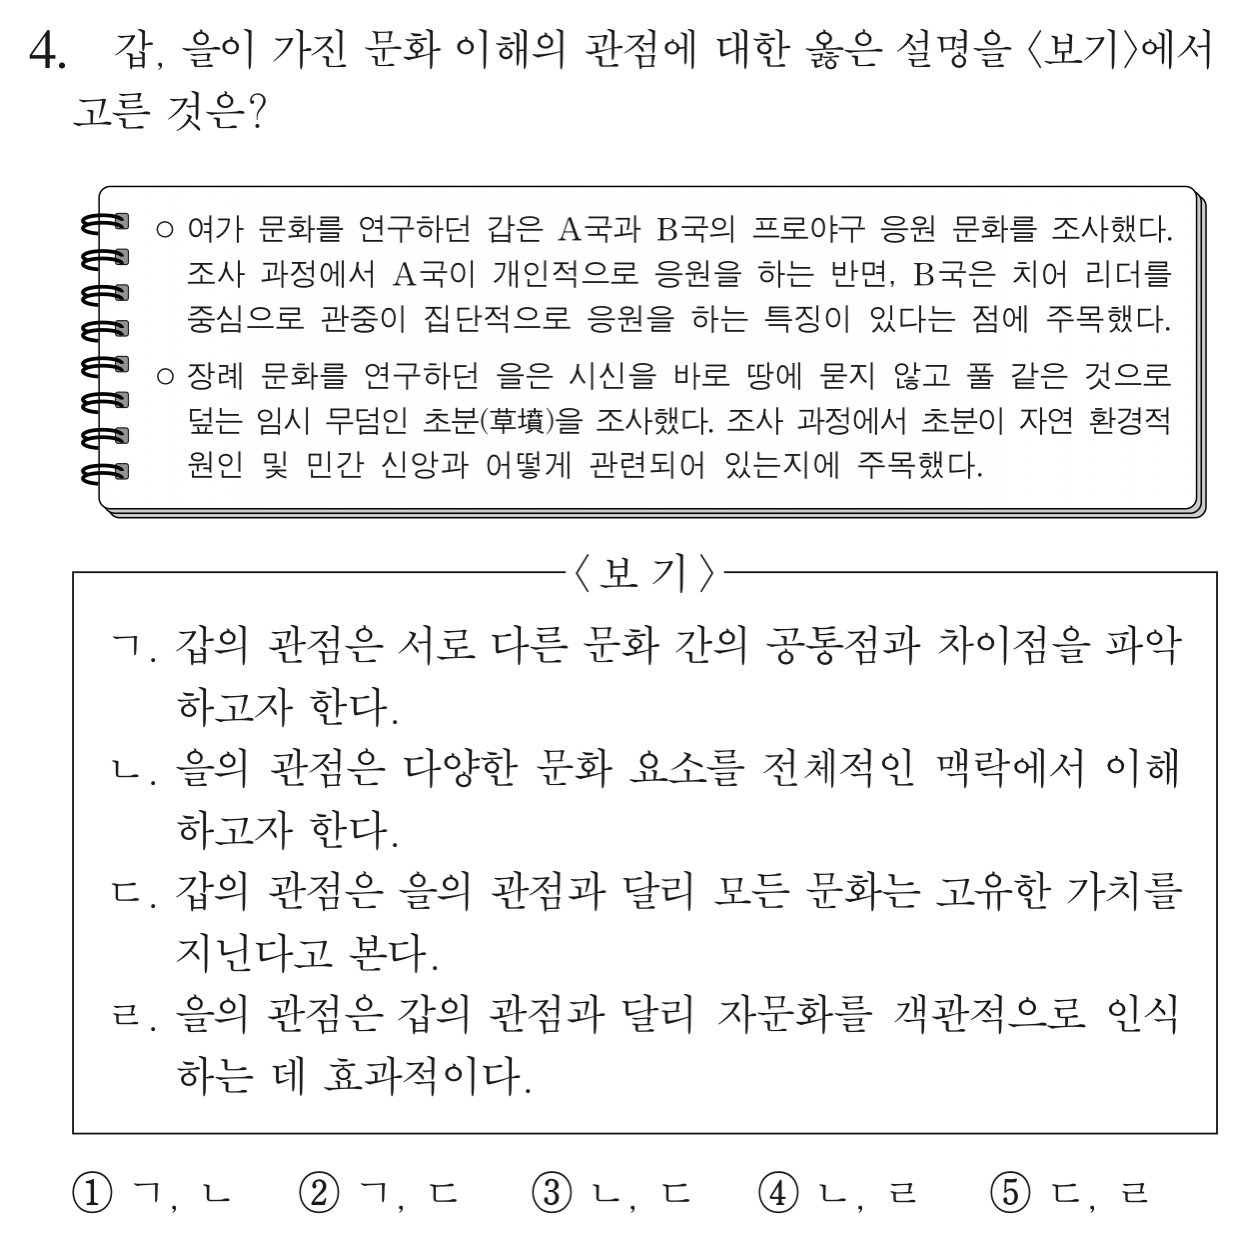 4. 갑, 을이 가진 문화 이해의 관점에 대한 옳은 설명을 〈보기〉에서
고른 것은?
○ 여가 문화를 연구하던 갑은 A국과 B국의 프로야구 응원 문화를 조사했다.
조사 과정에서 A국이 개인적으로 응원을 하는 반면, B국은 치어 리더를
중심으로 관중이 집단적으로 응원을 하는 특징이 있다는 점에 주목했다.
○ 장례 문화를 연구하던 을은 시신을 바로 땅에 묻지 않고 풀 같은 것으로
덮는 임시 무덤인 초분(草墳)을 조사했다. 조사 과정에서 초분이 자연 환경적
원인 및 민간 신앙과 어떻게 관련되어 있는지에 주목했다.
〈보 기〉
ㄱ. 갑의 관점은 서로 다른 문화 간의 공통점과 차이점을 파악
하고자 한다.
ㄴ. 을의 관점은 다양한 문화 요소를 전체적인 맥락에서 이해
하고자 한다.
ㄷ. 갑의 관점은 을의 관점과 달리 모든 문화는 고유한 가치를
지닌다고 본다.
ㄹ. 을의 관점은 갑의 관점과 달리 자문화를 객관적으로 인식
하는 데 효과적이다.
① ㄱ, ㄴ ② ㄱ, ㄷ ③ ㄴ, ㄷ ④ ㄴ, ㄹ ⑤ ㄷ, ㄹ